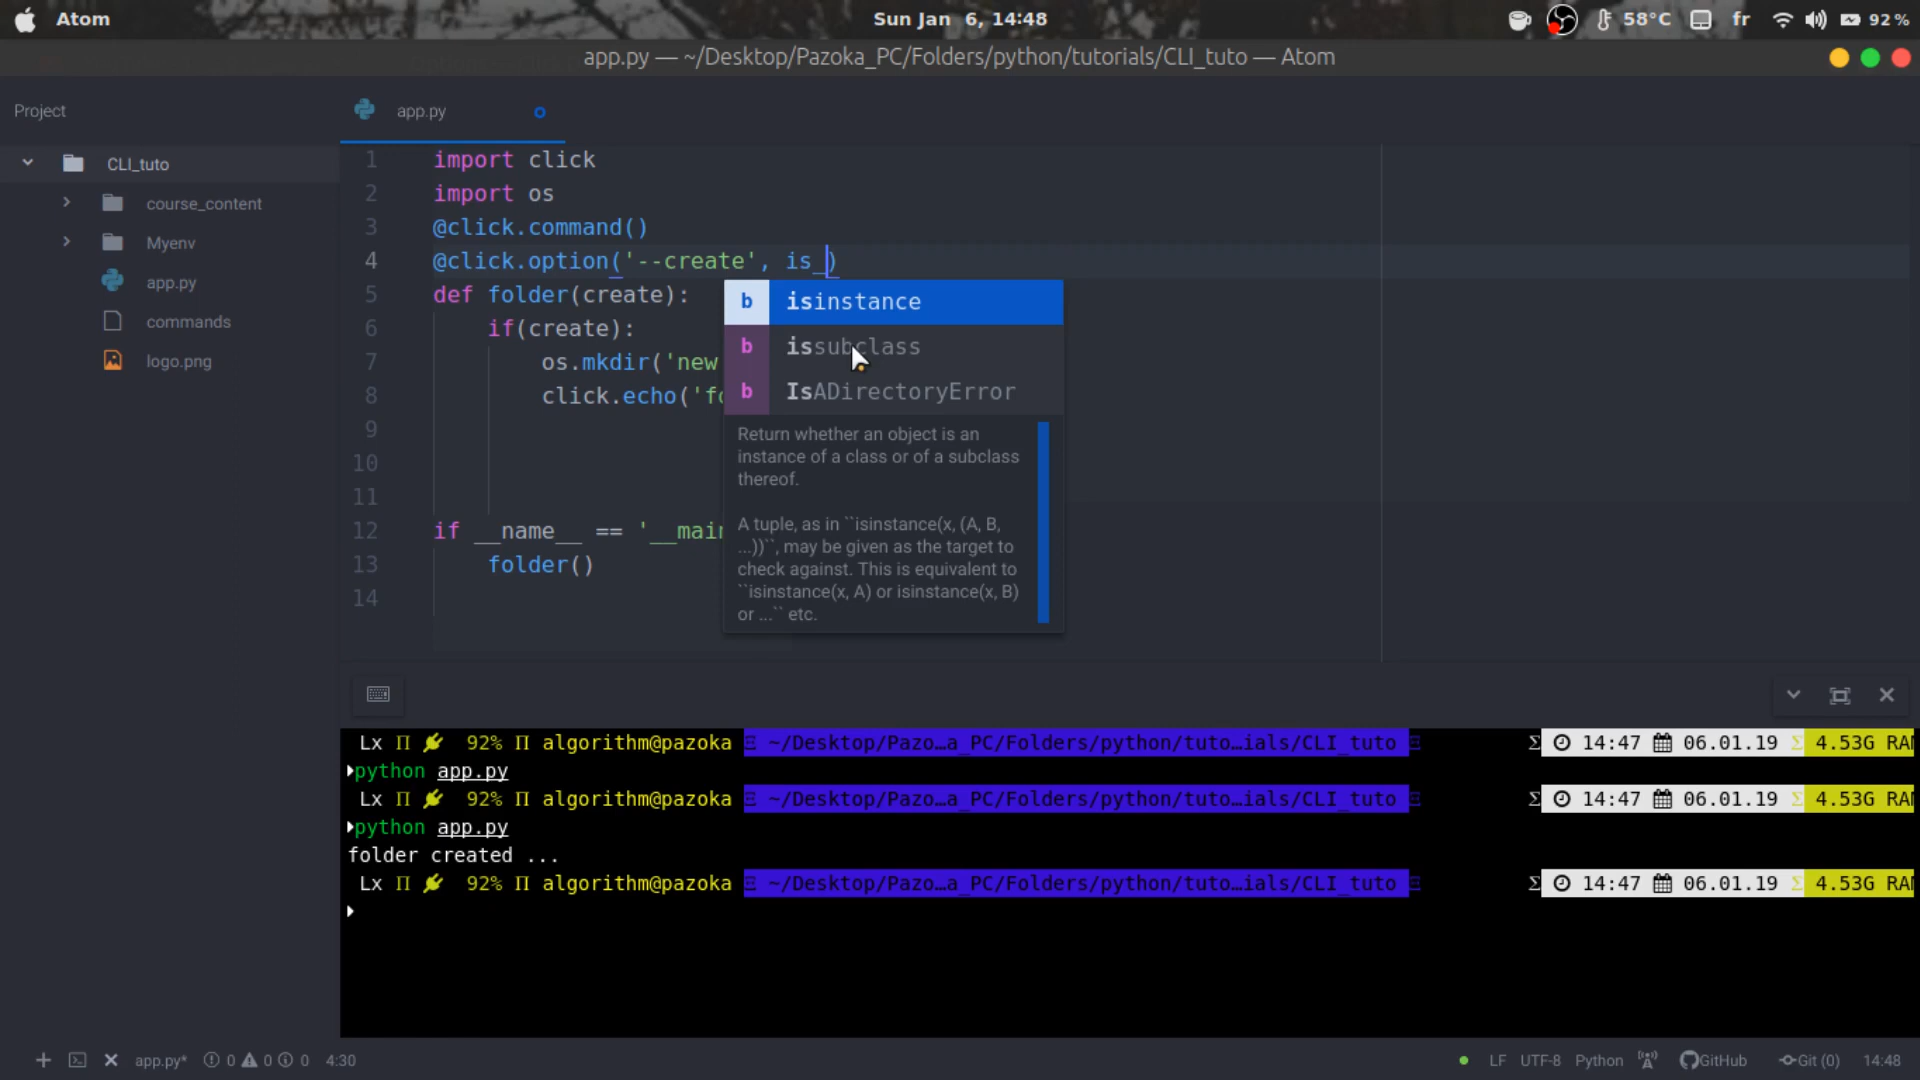 Atom
Sun Jan 6, 14:48
58°C
fr
92%
app.py — ~/Desktop/Pazoka_PC/Folders/python/tutorials/CLI_tuto — Atom
Project
app.py
CLI_tuto
course_content
Myenv
app.py
commands
logo.png
1 import click
2 import os
3 @click.command()
4 @click.option('--create', is_)
5 def folder(create):
6 if(create):
7 os.mkdir('new
8 click.echo('fo
9
10
11
12 if __name__ == '__main
13 folder()
14
b isinstance
b issubclass
b IsADirectoryError
Return whether an object is an
instance of a class or of a subclass
thereof.
A tuple, as in ``isinstance(x, (A, B,
...))``, may be given as the target to
check against. This is equivalent to
``isinstance(x, A) or isinstance(x, B)
or ...`` etc.
Lx Π 92% Π algorithm@pazoka Ξ ~/Desktop/Pazo…a_PC/Folders/python/tuto…ials/CLI_tuto Ξ Σ 14:47 06.01.19 Σ 4.53G RA
python app.py
Lx Π 92% Π algorithm@pazoka Ξ ~/Desktop/Pazo…a_PC/Folders/python/tuto…ials/CLI_tuto Ξ Σ 14:47 06.01.19 Σ 4.53G RA
python app.py
folder created ...
Lx Π 92% Π algorithm@pazoka Ξ ~/Desktop/Pazo…a_PC/Folders/python/tuto…ials/CLI_tuto Ξ Σ 14:47 06.01.19 Σ 4.53G RA
app.py* 0 0 0 4:30
LF UTF-8 Python GitHub Git (0) 14:48